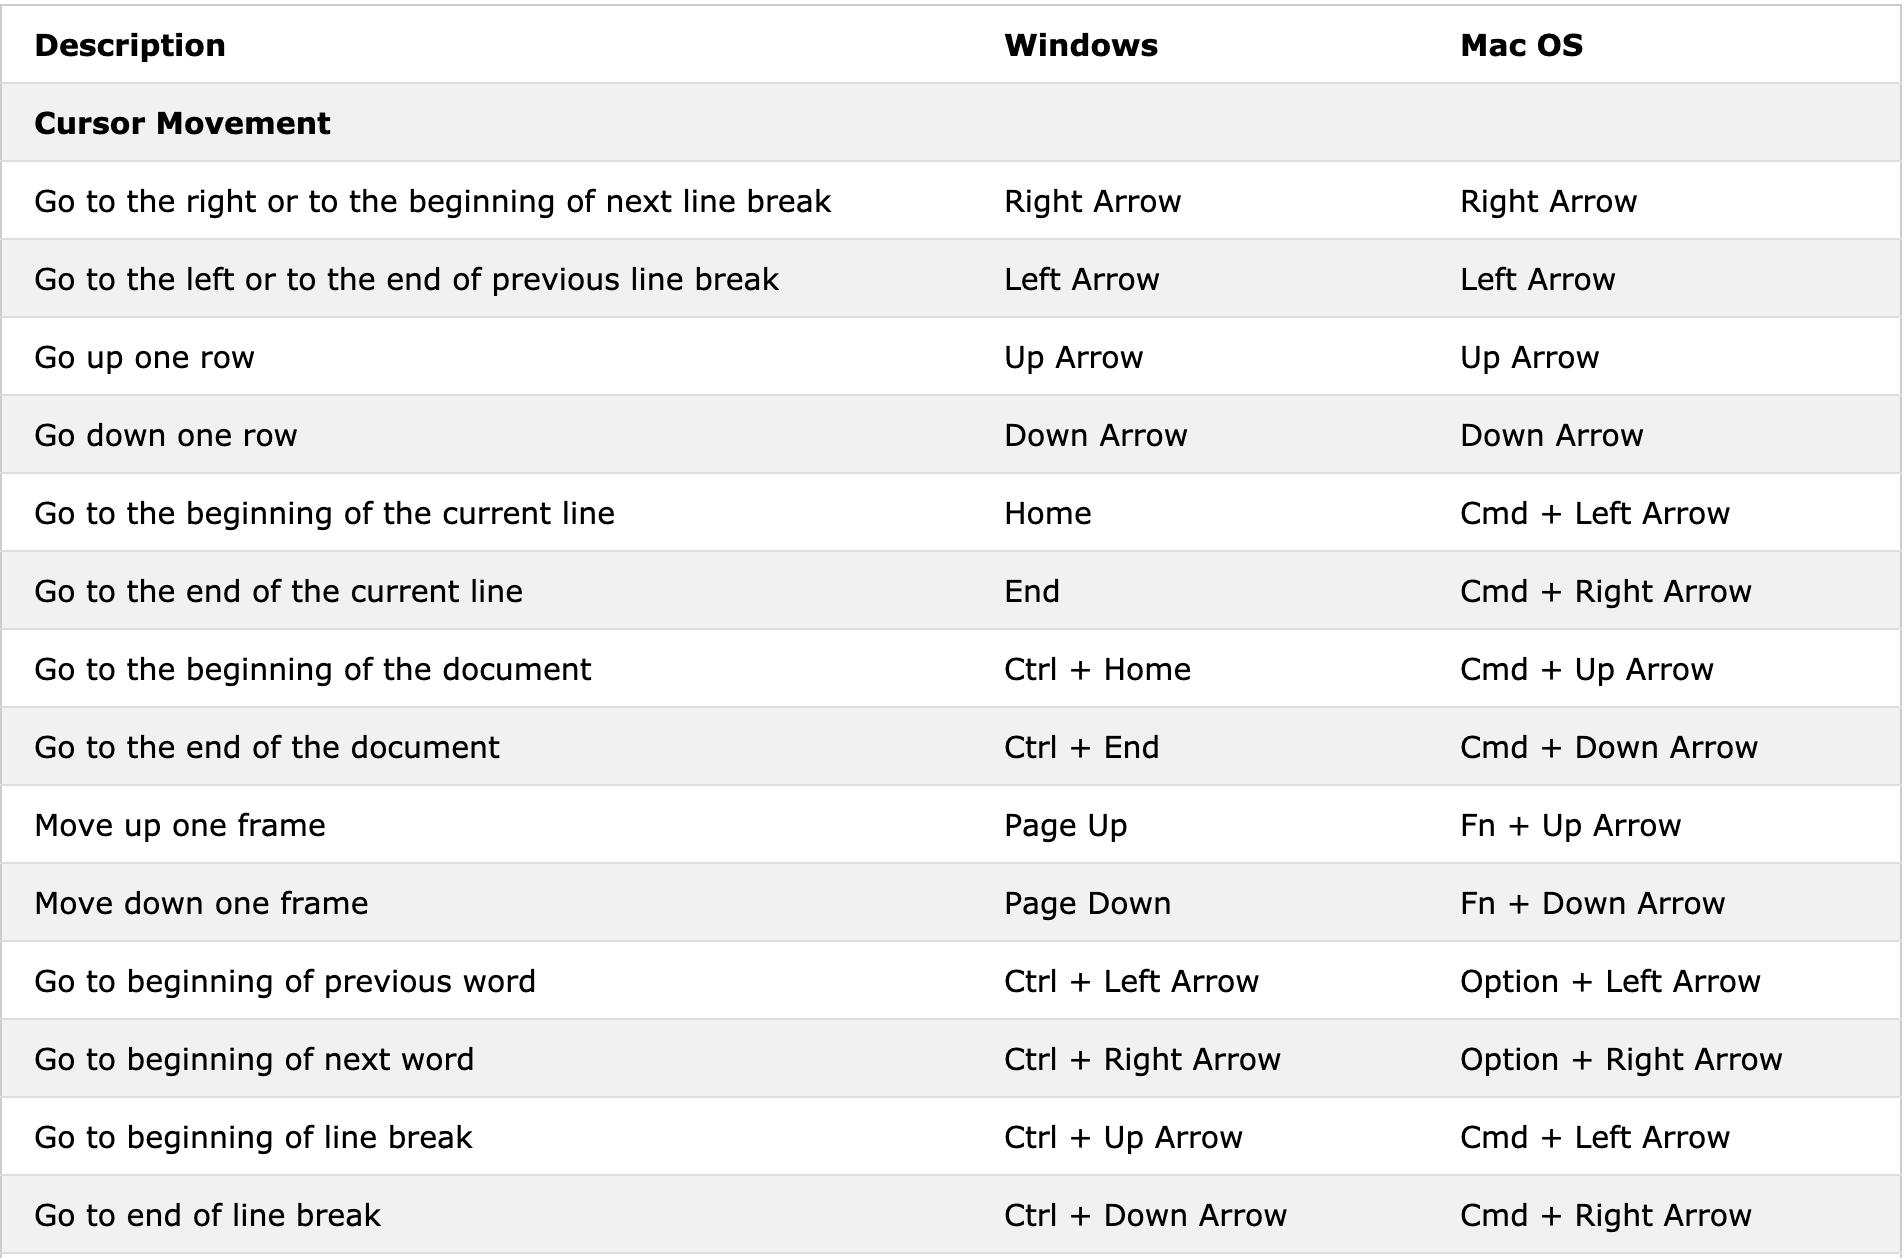 Description Windows Mac OS
Cursor Movement
Go to the right or to the beginning of next line break Right Arrow Right Arrow
Go to the left or to the end of previous line break Left Arrow Left Arrow
Go up one row Up Arrow Up Arrow
Go down one row Down Arrow Down Arrow
Go to the beginning of the current line Home Cmd + Left Arrow
Go to the end of the current line End Cmd + Right Arrow
Go to the beginning of the document Ctrl + Home Cmd + Up Arrow
Go to the end of the document Ctrl + End Cmd + Down Arrow
Move up one frame Page Up Fn + Up Arrow
Move down one frame Page Down Fn + Down Arrow
Go to beginning of previous word Ctrl + Left Arrow Option + Left Arrow
Go to beginning of next word Ctrl + Right Arrow Option + Right Arrow
Go to beginning of line break Ctrl + Up Arrow Cmd + Left Arrow
Go to end of line break Ctrl + Down Arrow Cmd + Right Arrow